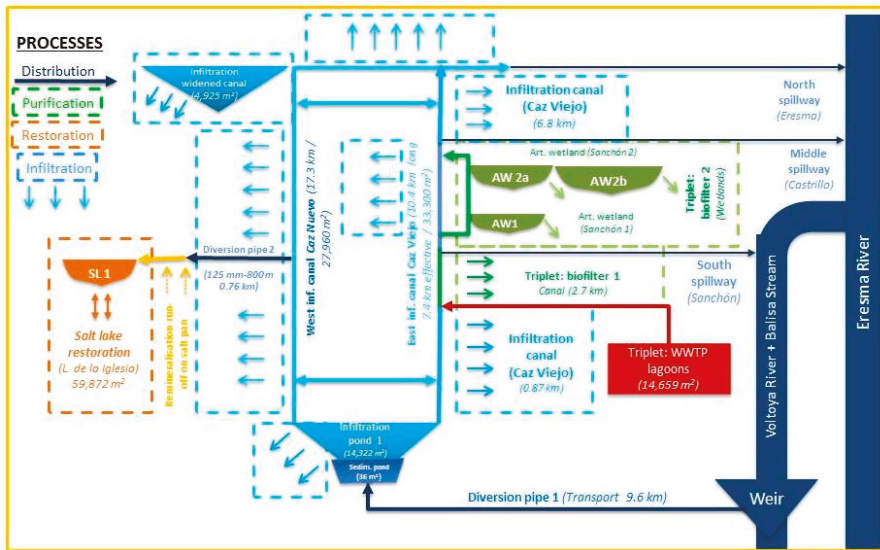 PROCESSES
Distribution
Purification
Restoration
Infiltration
Infiltration
widened canal
(4,925 m²)
Infiltration canal
(Caz Viejo)
(6.8 km)
North
spillway
(Eresma)
Middle
spillway
(Castrillo)
Art. wetland (Sanchón 2)
AW 2a
AW2b
AW1
Art. wetland
(Sanchón 1)
Triplet:
biofilter 2
(Wetlands)
West inf. canal Caz Nuevo (17.3 km /
27,960 m²)
East inf. canal Caz Viejo (10.4 km long
7.4 km effective / 33,300 m²)
Diversion pipe 2
(125 mm-800 m
0.76 km)
SL 1
Salt lake
restoration
(L. de la Iglesia)
59,872 m²
Remineralisation run-
off on salt pan
Triplet: biofilter 1
Canal (2.7 km)
South
spillway
(Sanchón)
Infiltration
canal
(Caz Viejo)
(0.87 km)
Triplet: WWTP
lagoons
(14,659 m²)
Infiltration
pond 1
(14,322 m²)
Sedim. pond
(36 m²)
Diversion pipe 1 (Transport 9.6 km)
Voltoya River + Balisa Stream
Weir
Eresma River